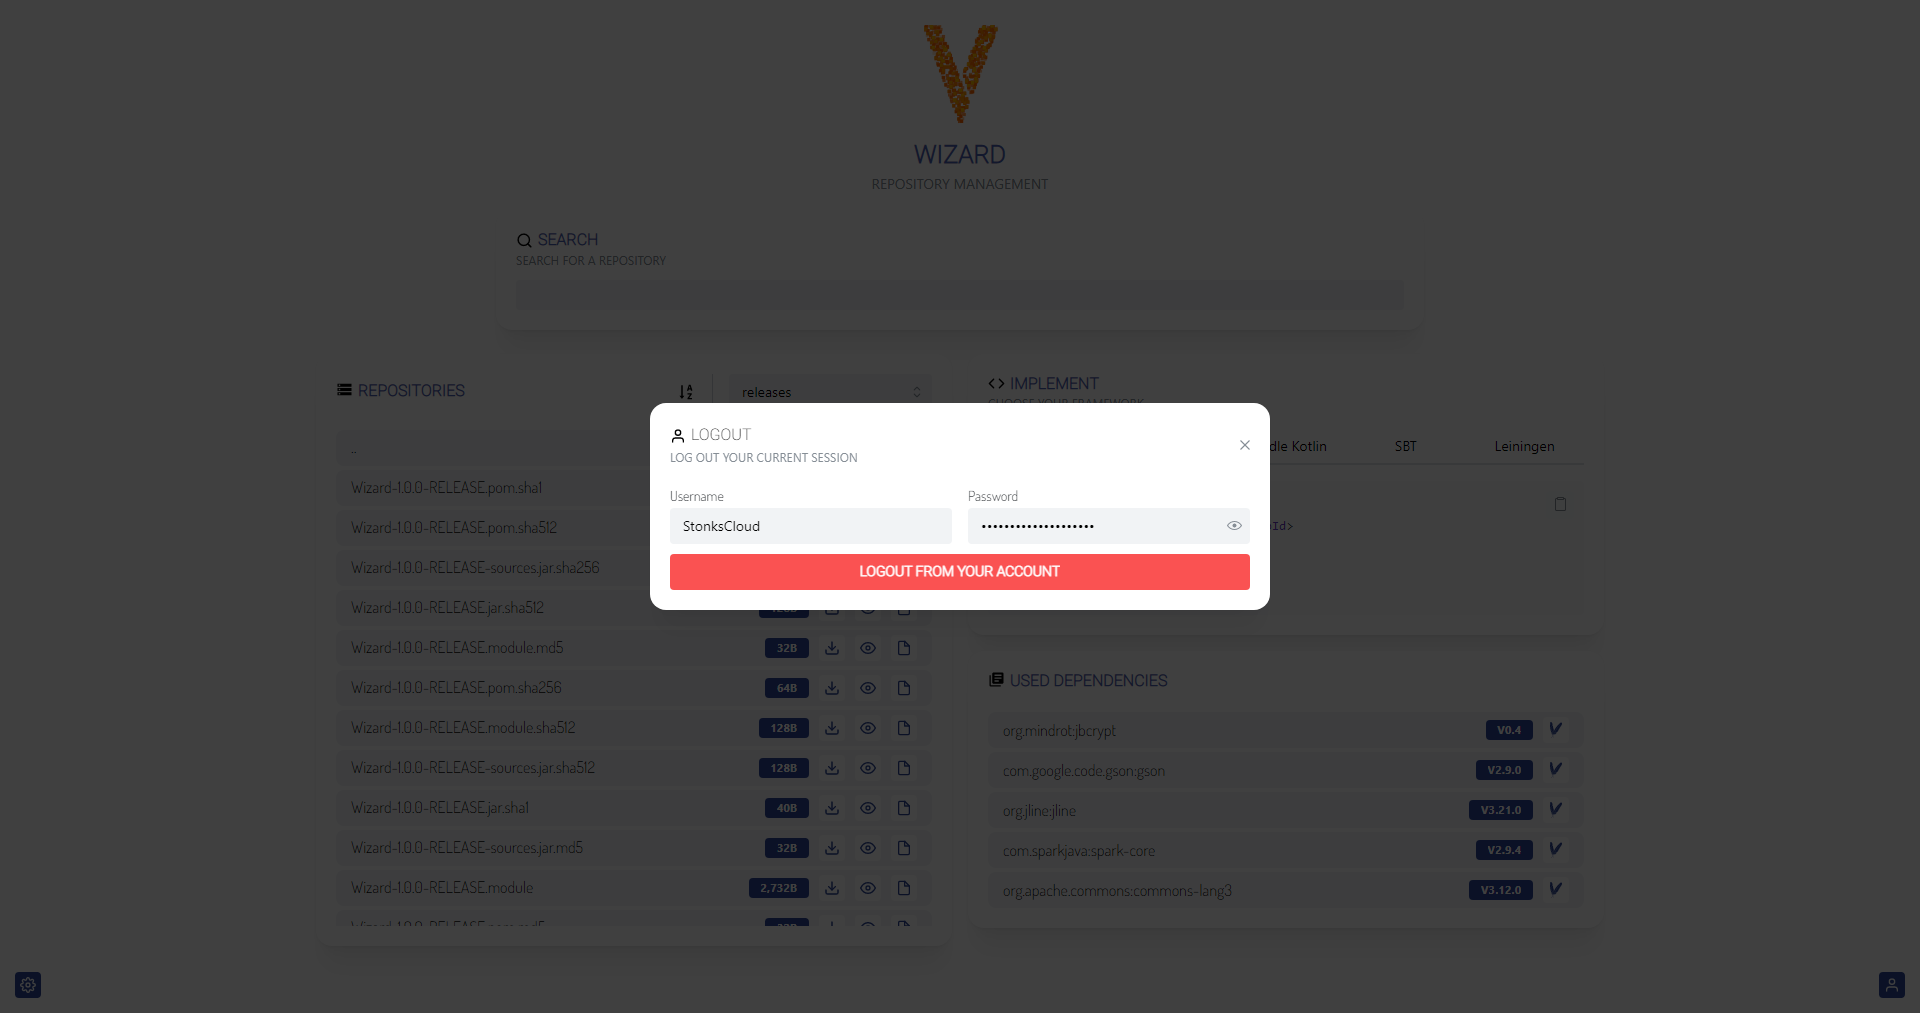 WIZARD
REPOSITORY MANAGEMENT
SEARCH
SEARCH FOR A REPOSITORY
REPOSITORIES
releases
..
Wizard-1.0.0-RELEASE.pom.sha1
Wizard-1.0.0-RELEASE.pom.sha512
Wizard-1.0.0-RELEASE-sources.jar.sha256
Wizard-1.0.0-RELEASE.jar.sha512
Wizard-1.0.0-RELEASE.module.md5 32B
Wizard-1.0.0-RELEASE.pom.sha256 64B
Wizard-1.0.0-RELEASE.module.sha512 128B
Wizard-1.0.0-RELEASE-sources.jar.sha512 128B
Wizard-1.0.0-RELEASE.jar.sha1 40B
Wizard-1.0.0-RELEASE-sources.jar.md5 32B
Wizard-1.0.0-RELEASE.module 2,732B
IMPLEMENT
CHOOSE YOUR FRAMEWORK
dle Kotlin SBT Leiningen
Id>
LOGOUT
LOG OUT YOUR CURRENT SESSION
Username Password
StonksCloud ••••••••••••••••••••
LOGOUT FROM YOUR ACCOUNT
USED DEPENDENCIES
org.mindrot:jbcrypt V0.4
com.google.code.gson:gson V2.9.0
org.jline:jline V3.21.0
com.sparkjava:spark-core V2.9.4
org.apache.commons:commons-lang3 V3.12.0